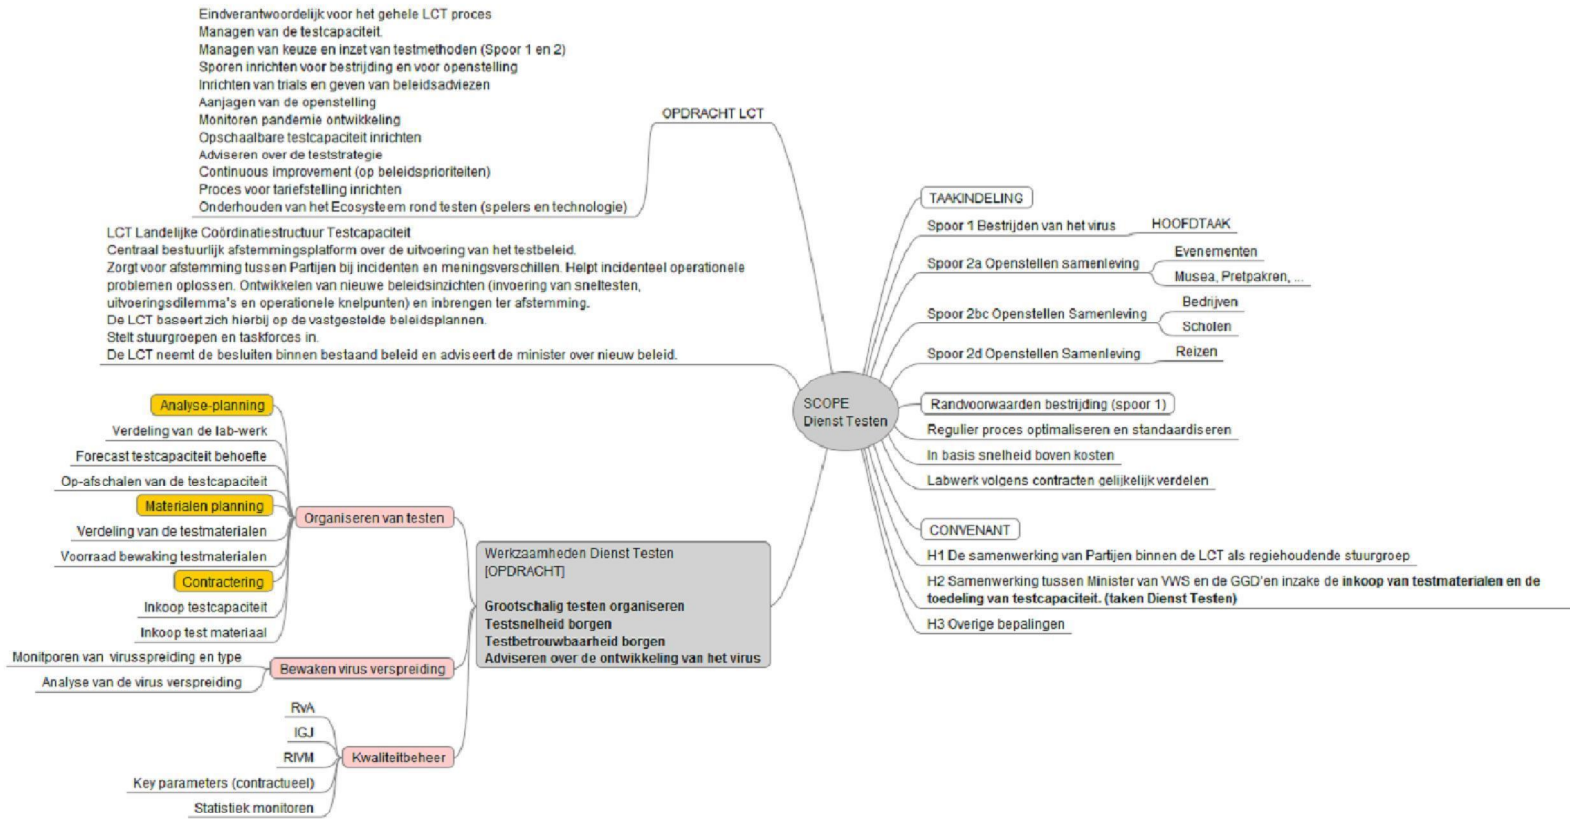 Eindverantwoordelijk voor het gehele LCT proces
Managen van de testcapaciteit.
Managen van keuze en inzet van testmethoden (Spoor 1 en 2)
Sporen inrichten voor bestrijding en voor openstelling
Inrichten van trials en geven van beleidsadviezen
Aanjagen van de openstelling
Monitoren pandemie ontwikkeling
Opschaalbare testcapaciteit inrichten
Adviseren over de teststrategie
Continuous improvement (op beleidsprioriteiten)
Proces voor tariefstelling inrichten
Onderhouden van het Ecosysteem rond testen (spelers en technologie)
OPDRACHT LCT
LCT Landelijke Coördinatiestructuur Testcapaciteit
Centraal bestuurlijk afstemmingsplatform over de uitvoering van het testbeleid.
Zorgt voor afstemming tussen Partijen bij incidenten en meningsverschillen. Helpt incidenteel operationele
problemen oplossen. Ontwikkelen van nieuwe beleidsinzichten (invoering van sneltesten,
uitvoeringsdilemma's en operationele knelpunten) en inbrengen ter afstemming.
De LCT baseert zich hierbij op de vastgestelde beleidsplannen.
Stelt stuurgroepen en taskforces in.
De LCT neemt de besluiten binnen bestaand beleid en adviseert de minister over nieuw beleid.
SCOPE
Dienst Testen
TAAKINDELING
Spoor 1 Bestrijden van het virus
HOOFDTAAK
Spoor 2a Openstellen samenleving
Evenementen
Musea, Pretpakren, ...
Spoor 2bc Openstellen Samenleving
Bedrijven
Scholen
Spoor 2d Openstellen Samenleving
Reizen
Randvoorwaarden bestrijding (spoor 1)
Regulier proces optimaliseren en standaardiseren
In basis snelheid boven kosten
Labwerk volgens contracten gelijkelijk verdelen
CONVENANT
H1 De samenwerking van Partijen binnen de LCT als regiehoudende stuurgroep
H2 Samenwerking tussen Minister van VWS en de GGD'en inzake de inkoop van testmaterialen en de
toedeling van testcapaciteit. (taken Dienst Testen)
H3 Overige bepalingen
Werkzaamheden Dienst Testen
[OPDRACHT]
Grootschalig testen organiseren
Testsnelheid borgen
Testbetrouwbaarheid borgen
Adviseren over de ontwikkeling van het virus
Organiseren van testen
Analyse-planning
Verdeling van de lab-werk
Forecast testcapaciteit behoefte
Op-afschalen van de testcapaciteit
Materialen planning
Verdeling van de testmaterialen
Voorraad bewaking testmaterialen
Contractering
Inkoop testcapaciteit
Inkoop test materiaal
Bewaken virus verspreiding
Monitporen van virusspreiding en type
Analyse van de virus verspreiding
Kwaliteitbeheer
RvA
IGJ
RIVM
Key parameters (contractueel)
Statistiek monitoren